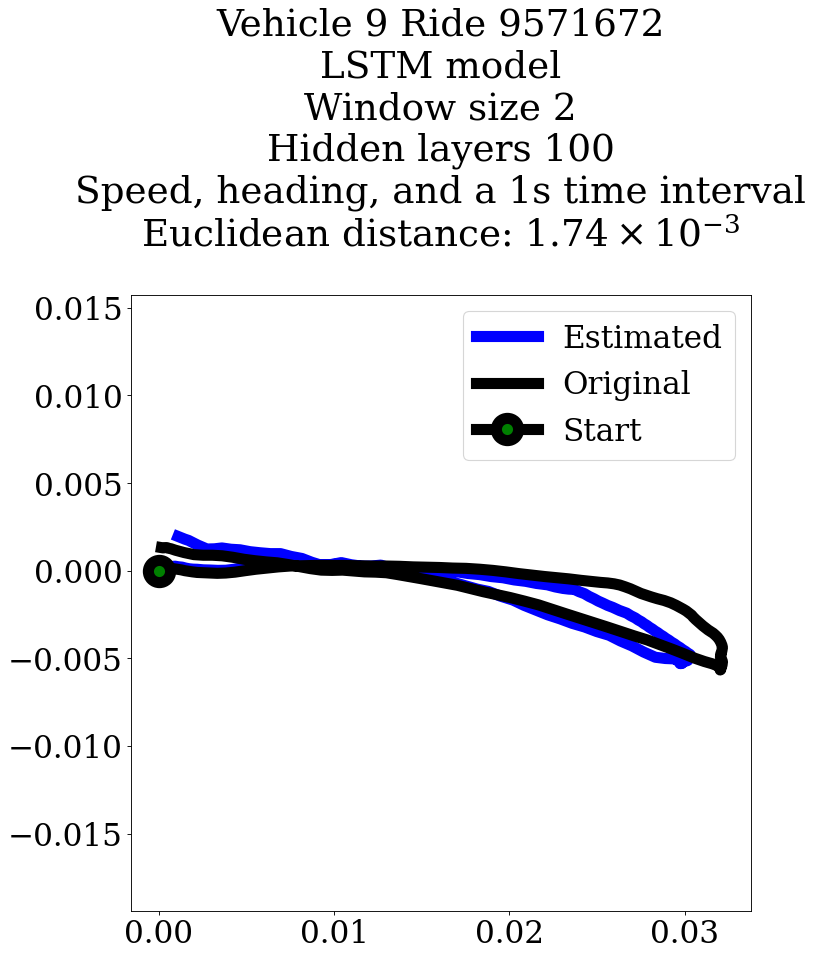 Vehicle 9 Ride 9571672
LSTM model
Window size 2
Hidden layers 100
Speed, heading, and a 1s time interval
Euclidean distance: 1.74 × 10⁻³
Estimated
Original
Start
0.015
0.010
0.005
0.000
−0.005
−0.010
−0.015
0.00 0.01 0.02 0.03